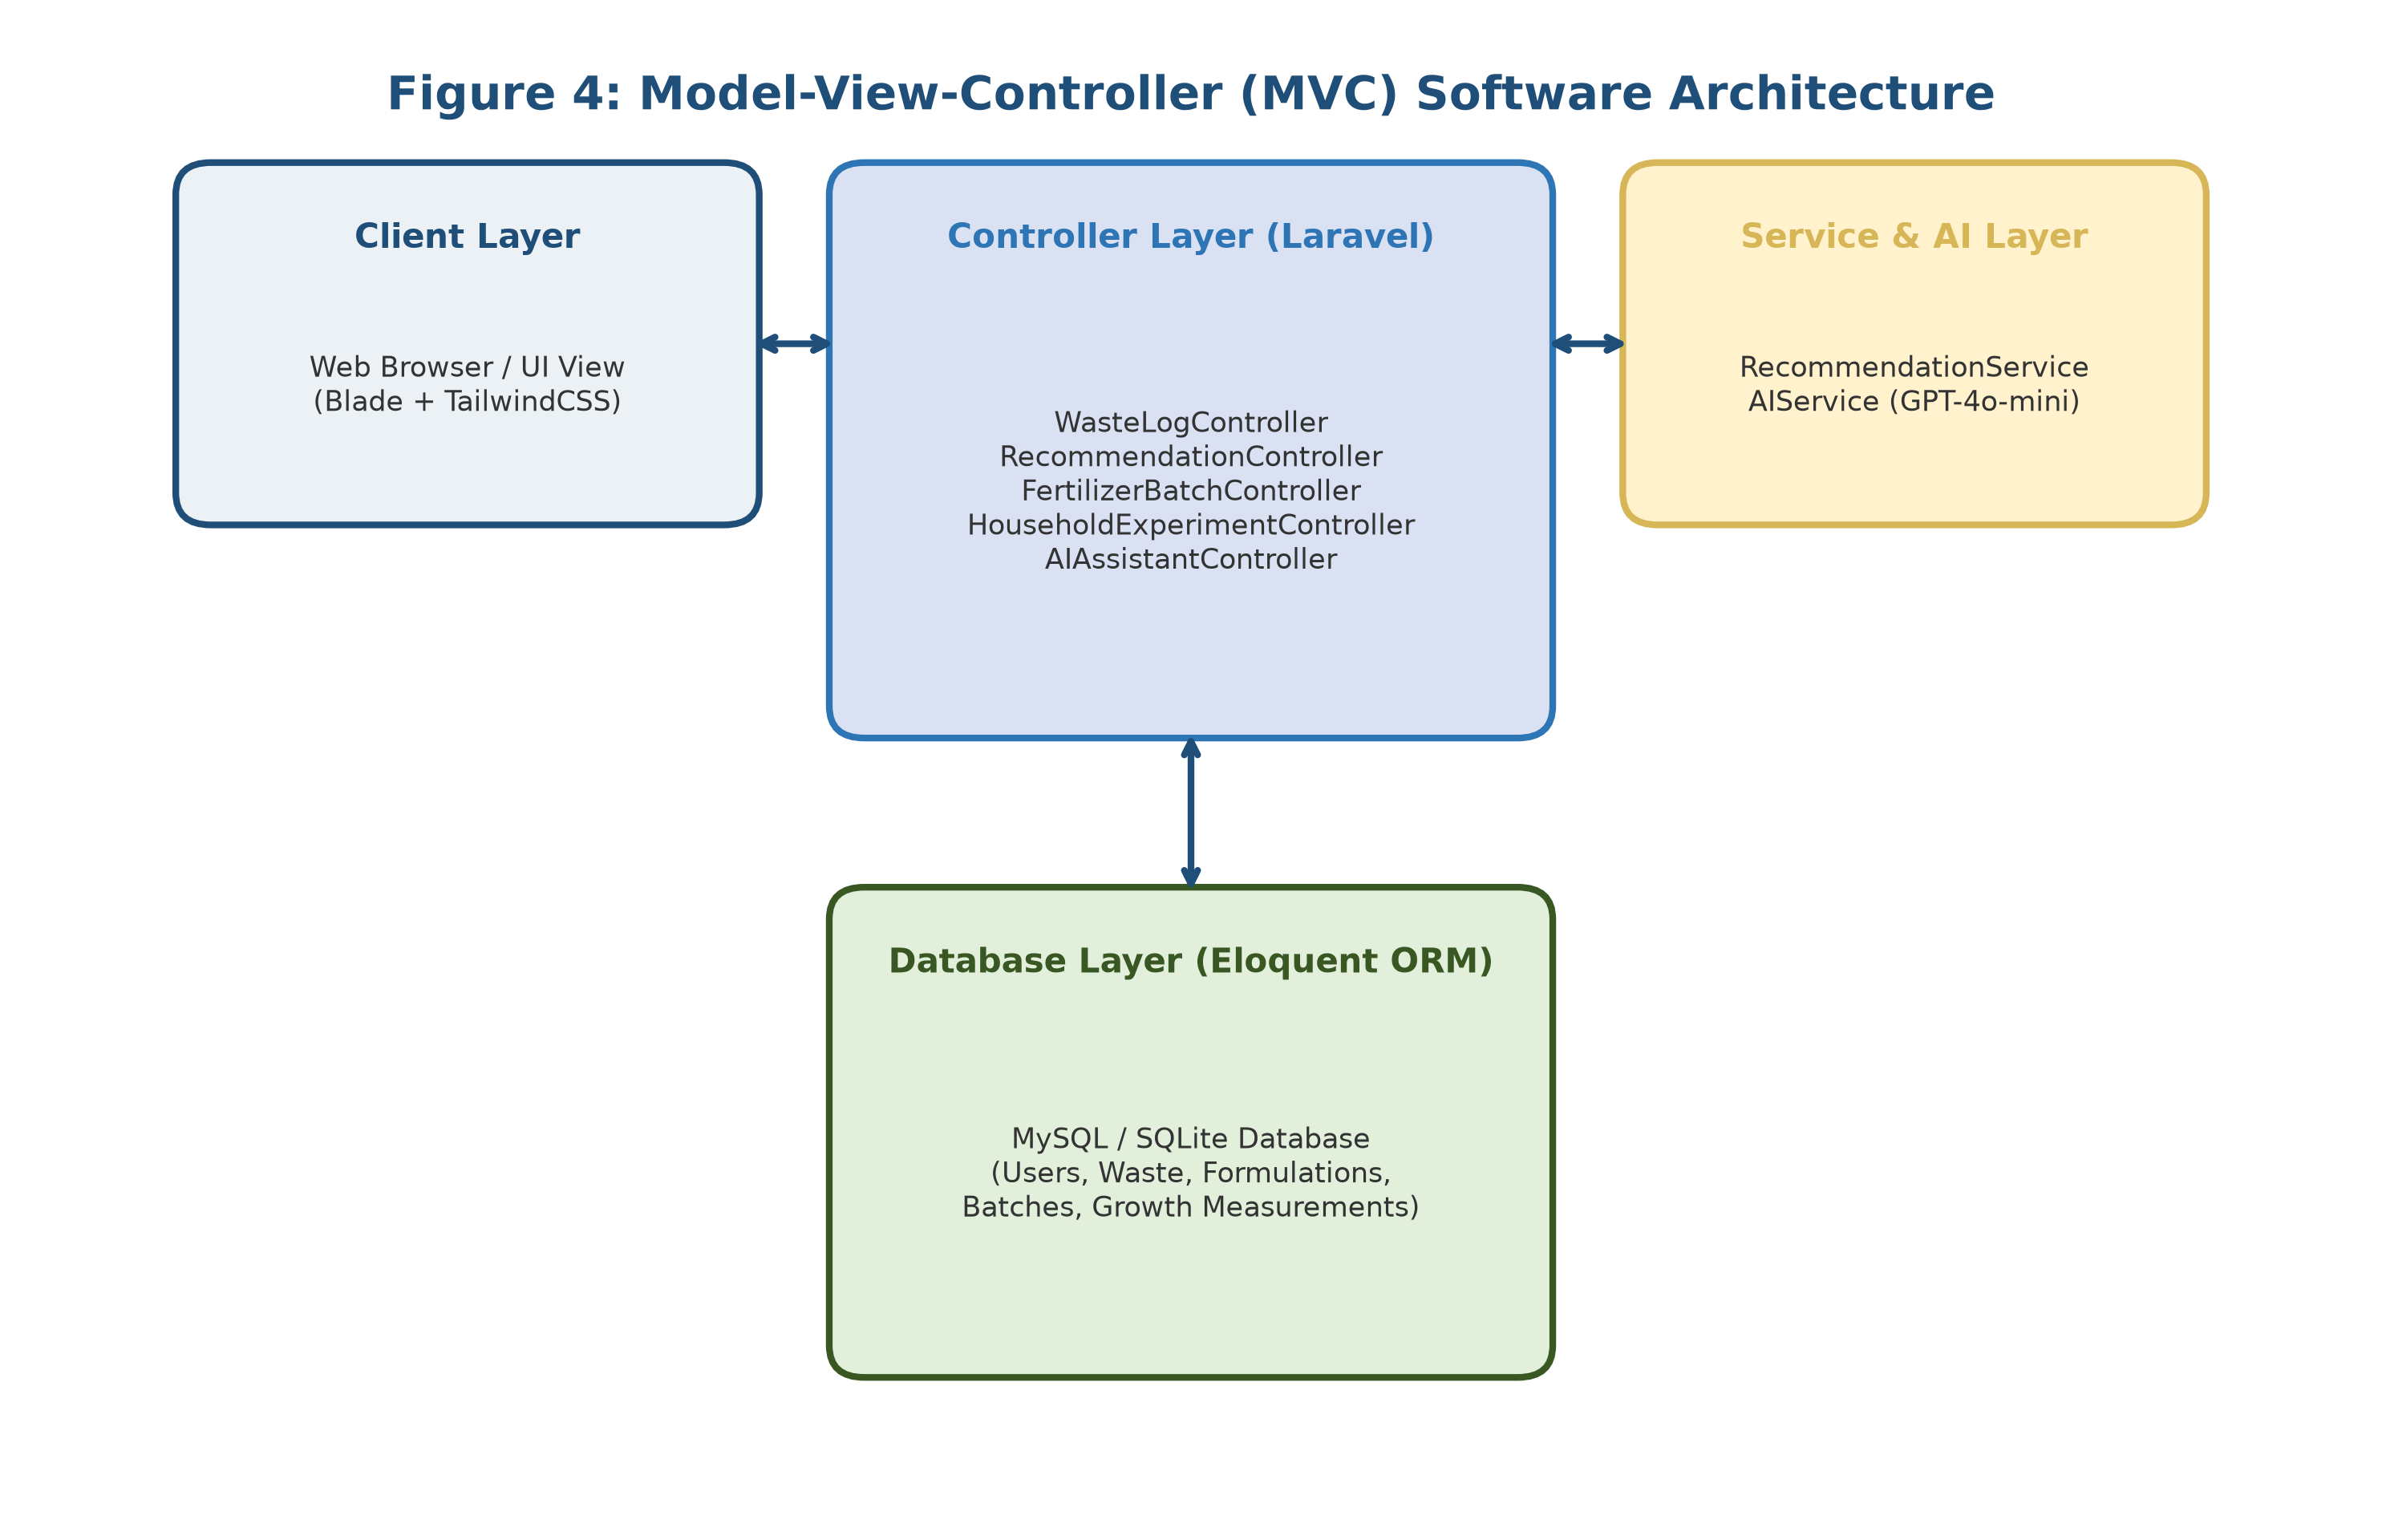 Figure 4: Model-View-Controller (MVC) Software Architecture
Client Layer
Web Browser / UI View
(Blade + TailwindCSS)
Controller Layer (Laravel)
WasteLogController
RecommendationController
FertilizerBatchController
HouseholdExperimentController
AIAssistantController
Service & AI Layer
RecommendationService
AIService (GPT-4o-mini)
Database Layer (Eloquent ORM)
MySQL / SQLite Database
(Users, Waste, Formulations,
Batches, Growth Measurements)